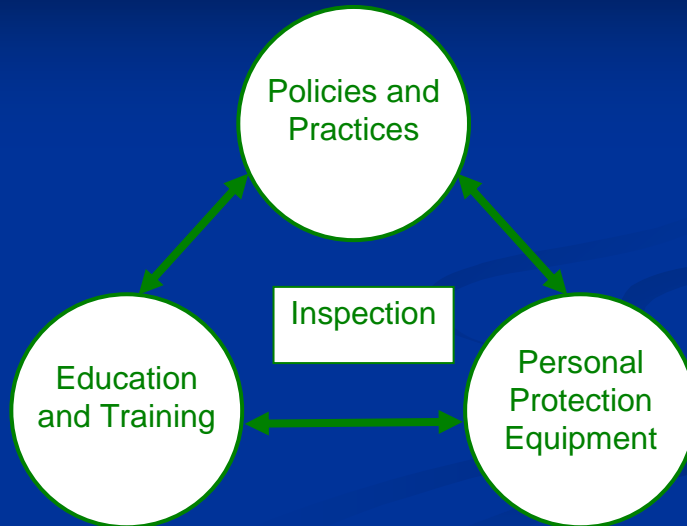 Policies and
Practices
Inspection
Education
and Training
Personal
Protection
Equipment